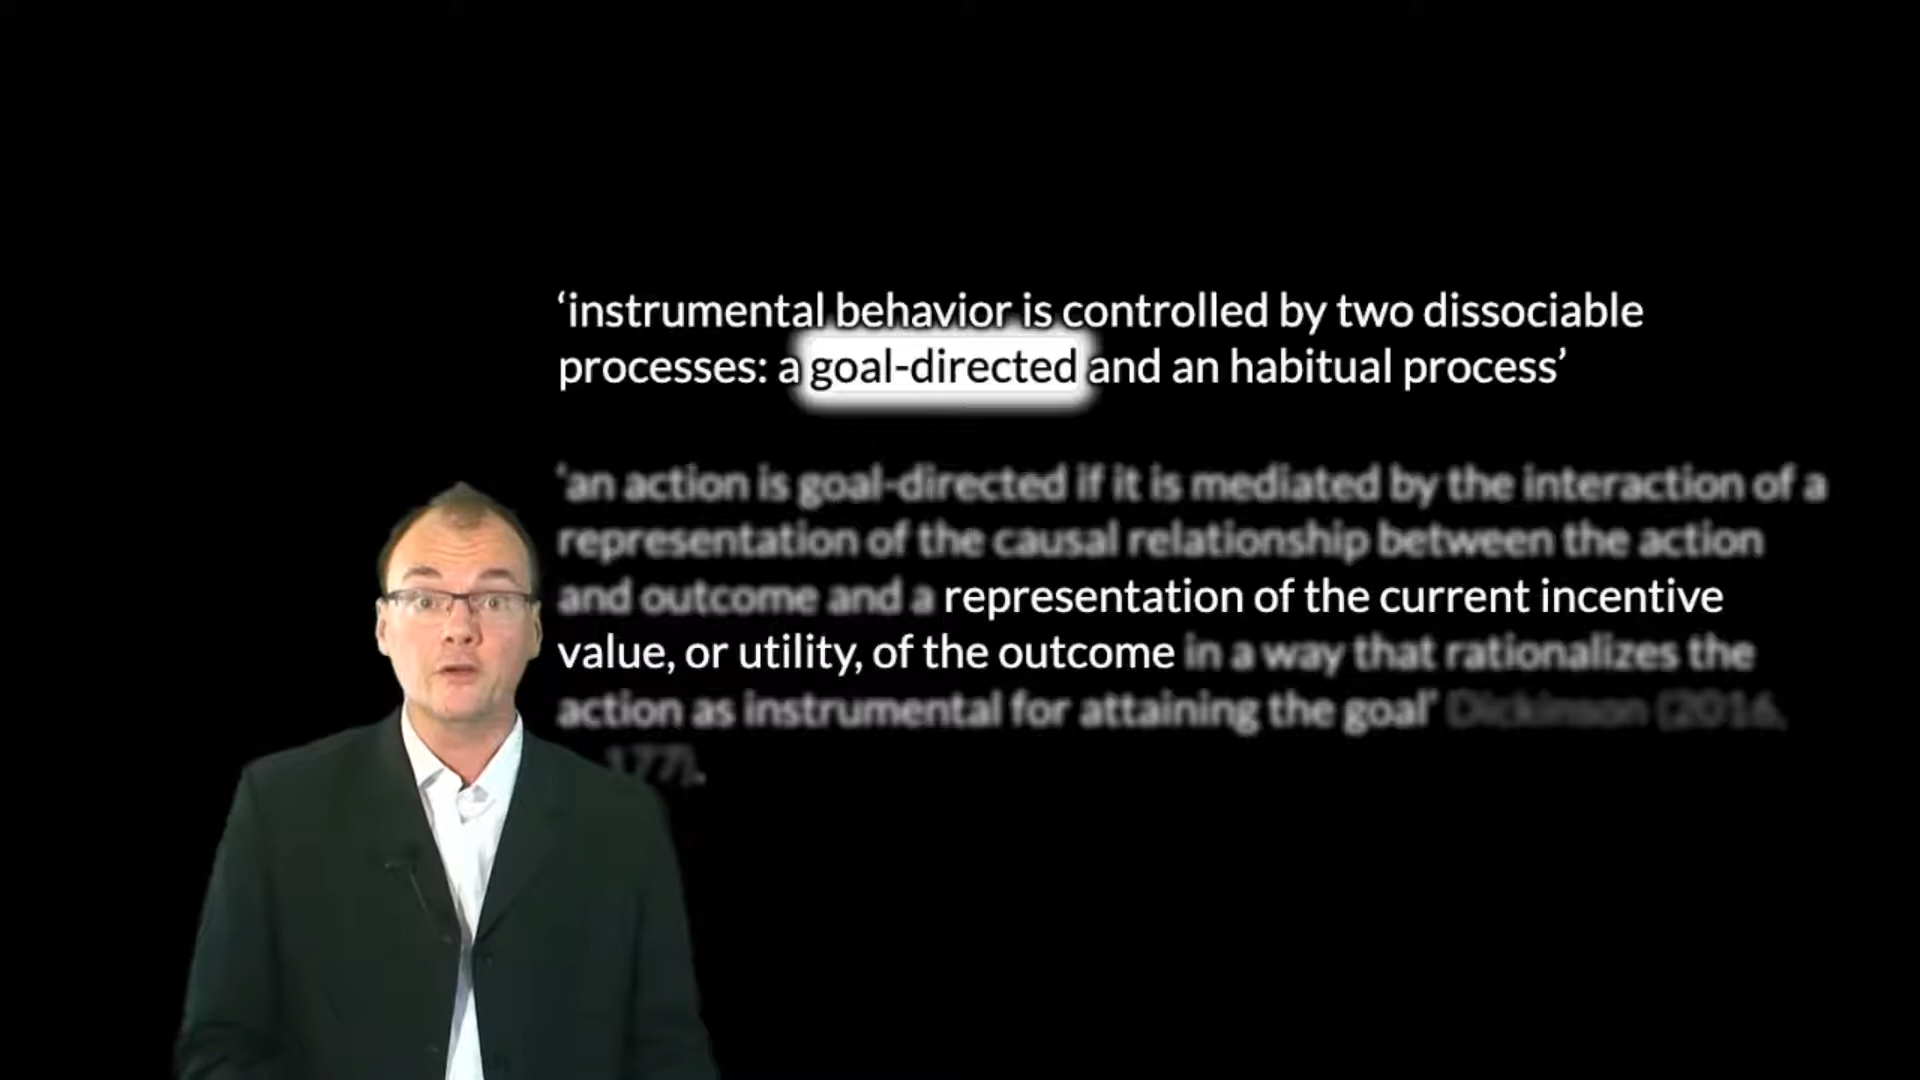 ‘instrumental behavior is controlled by two dissociable
processes: a goal-directed and an habitual process’
‘an action is goal-directed if it is mediated by the interaction of a
representation of the causal relationship between the action
and outcome and a representation of the current incentive
value, or utility, of the outcome in a way that rationalizes the
action as instrumental for attaining the goal’ Dickinson (2016,
177).